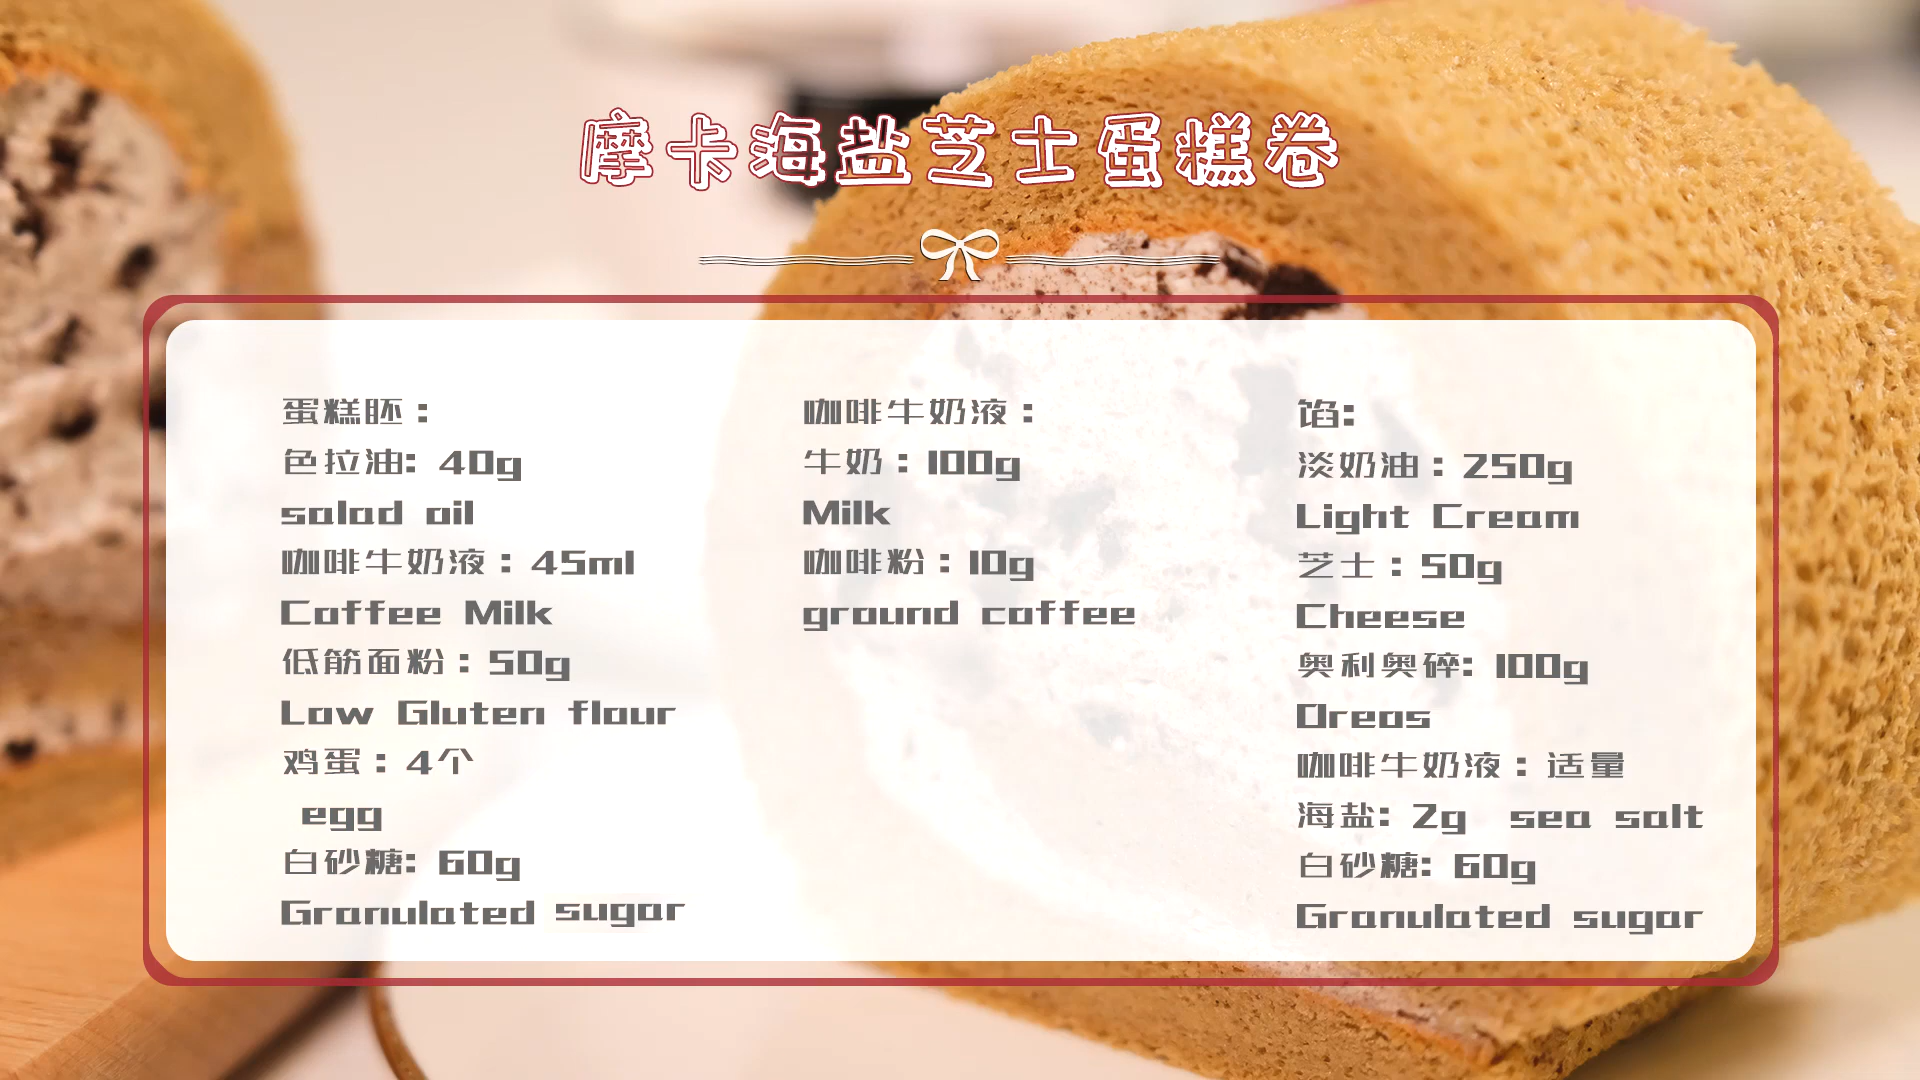 摩卡海盐芝士蛋糕卷
蛋糕胚：
色拉油: 40g
salad oil
咖啡牛奶液：45ml
Coffee Milk
低筋面粉：50g
Low Gluten flour
鸡蛋：4个
egg
白砂糖: 60g
Granulated sugar
咖啡牛奶液：
牛奶：100g
Milk
咖啡粉：10g
ground coffee
馅:
淡奶油：250g
Light Cream
芝士：50g
Cheese
奥利奥碎: 100g
Oreos
咖啡牛奶液：适量
海盐: 2g sea salt
白砂糖: 60g
Granulated sugar